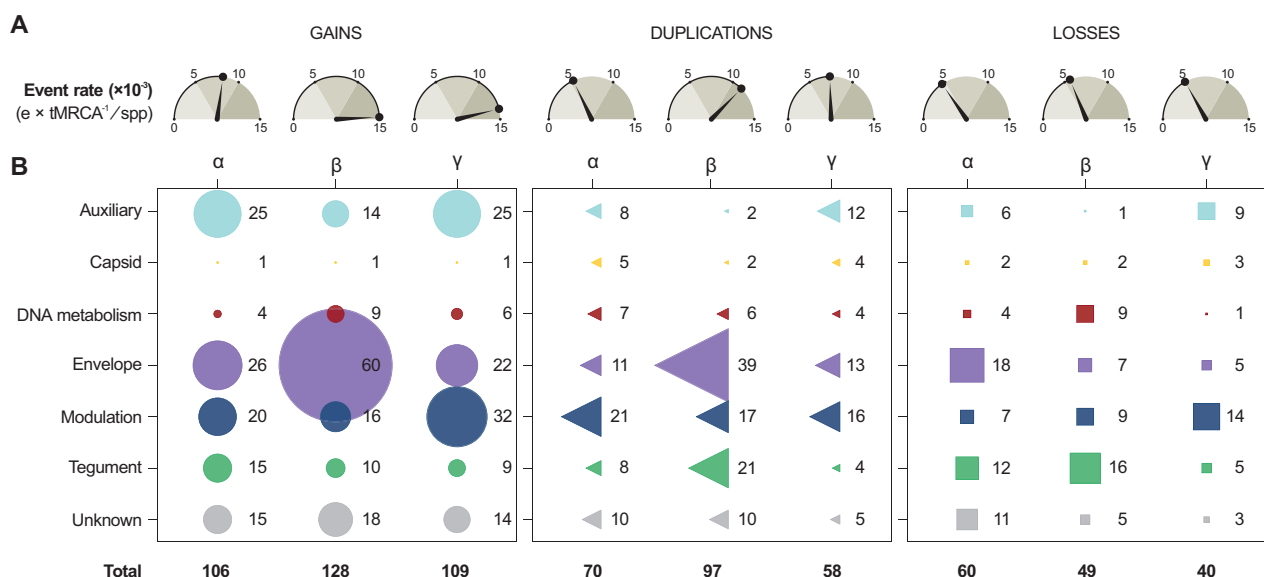 A
GAINS DUPLICATIONS LOSSES
Event rate (×10⁻³)
(e × tMRCA⁻¹/spp)
0 5 10 15 0 5 10 15 0 5 10 15 0 5 10 15 0 5 10 15 0 5 10 15 0 5 10 15 0 5 10 15 0 5 10 15
B
α β γ α β γ α β γ
Auxiliary 25 14 25 8 2 12 6 1 9
Capsid 1 1 1 5 2 4 2 2 3
DNA metabolism 4 9 6 7 6 4 4 9 1
Envelope 26 60 22 11 39 13 18 7 5
Modulation 20 16 32 21 17 16 7 9 14
Tegument 15 10 9 8 21 4 12 16 5
Unknown 15 18 14 10 10 5 11 5 3
Total 106 128 109 70 97 58 60 49 40